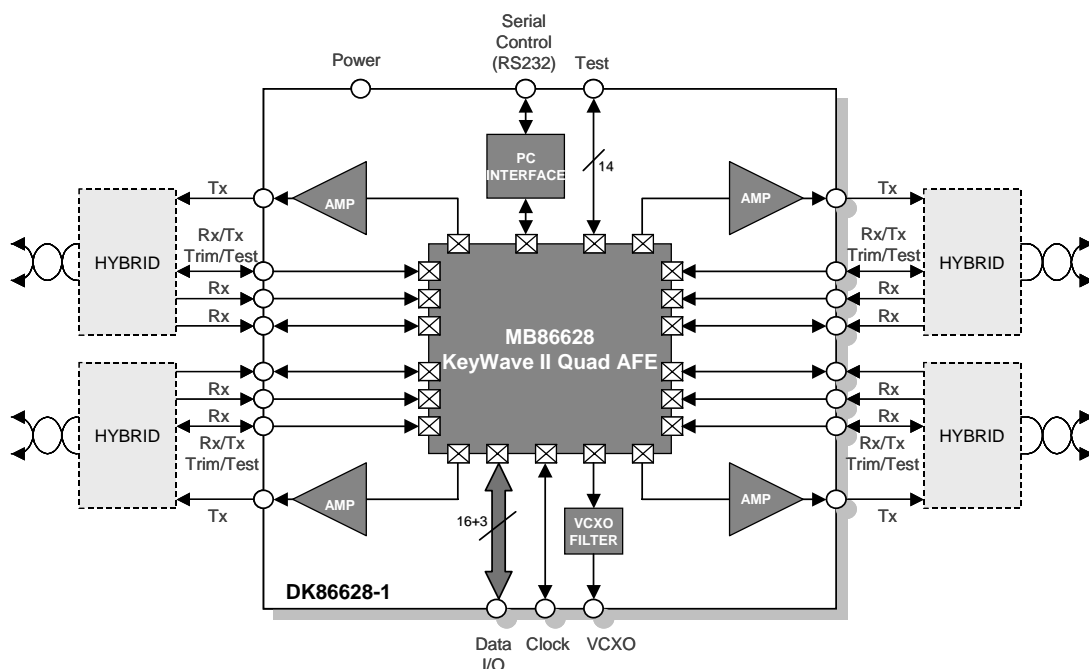 Serial
Control
(RS232)
Power
Test
PC
INTERFACE
14
Tx
AMP
AMP
Tx
HYBRID
Rx/Tx
Trim/Test
Rx
Rx
Rx/Tx
Trim/Test
Rx
Rx
HYBRID
MB86628
KeyWave II Quad AFE
HYBRID
Rx
Rx
Rx/Tx
Trim/Test
Rx
Rx
Rx/Tx
Trim/Test
HYBRID
Tx
AMP
16+3
VCXO
FILTER
AMP
Tx
DK86628-1
Data
I/O
Clock
VCXO